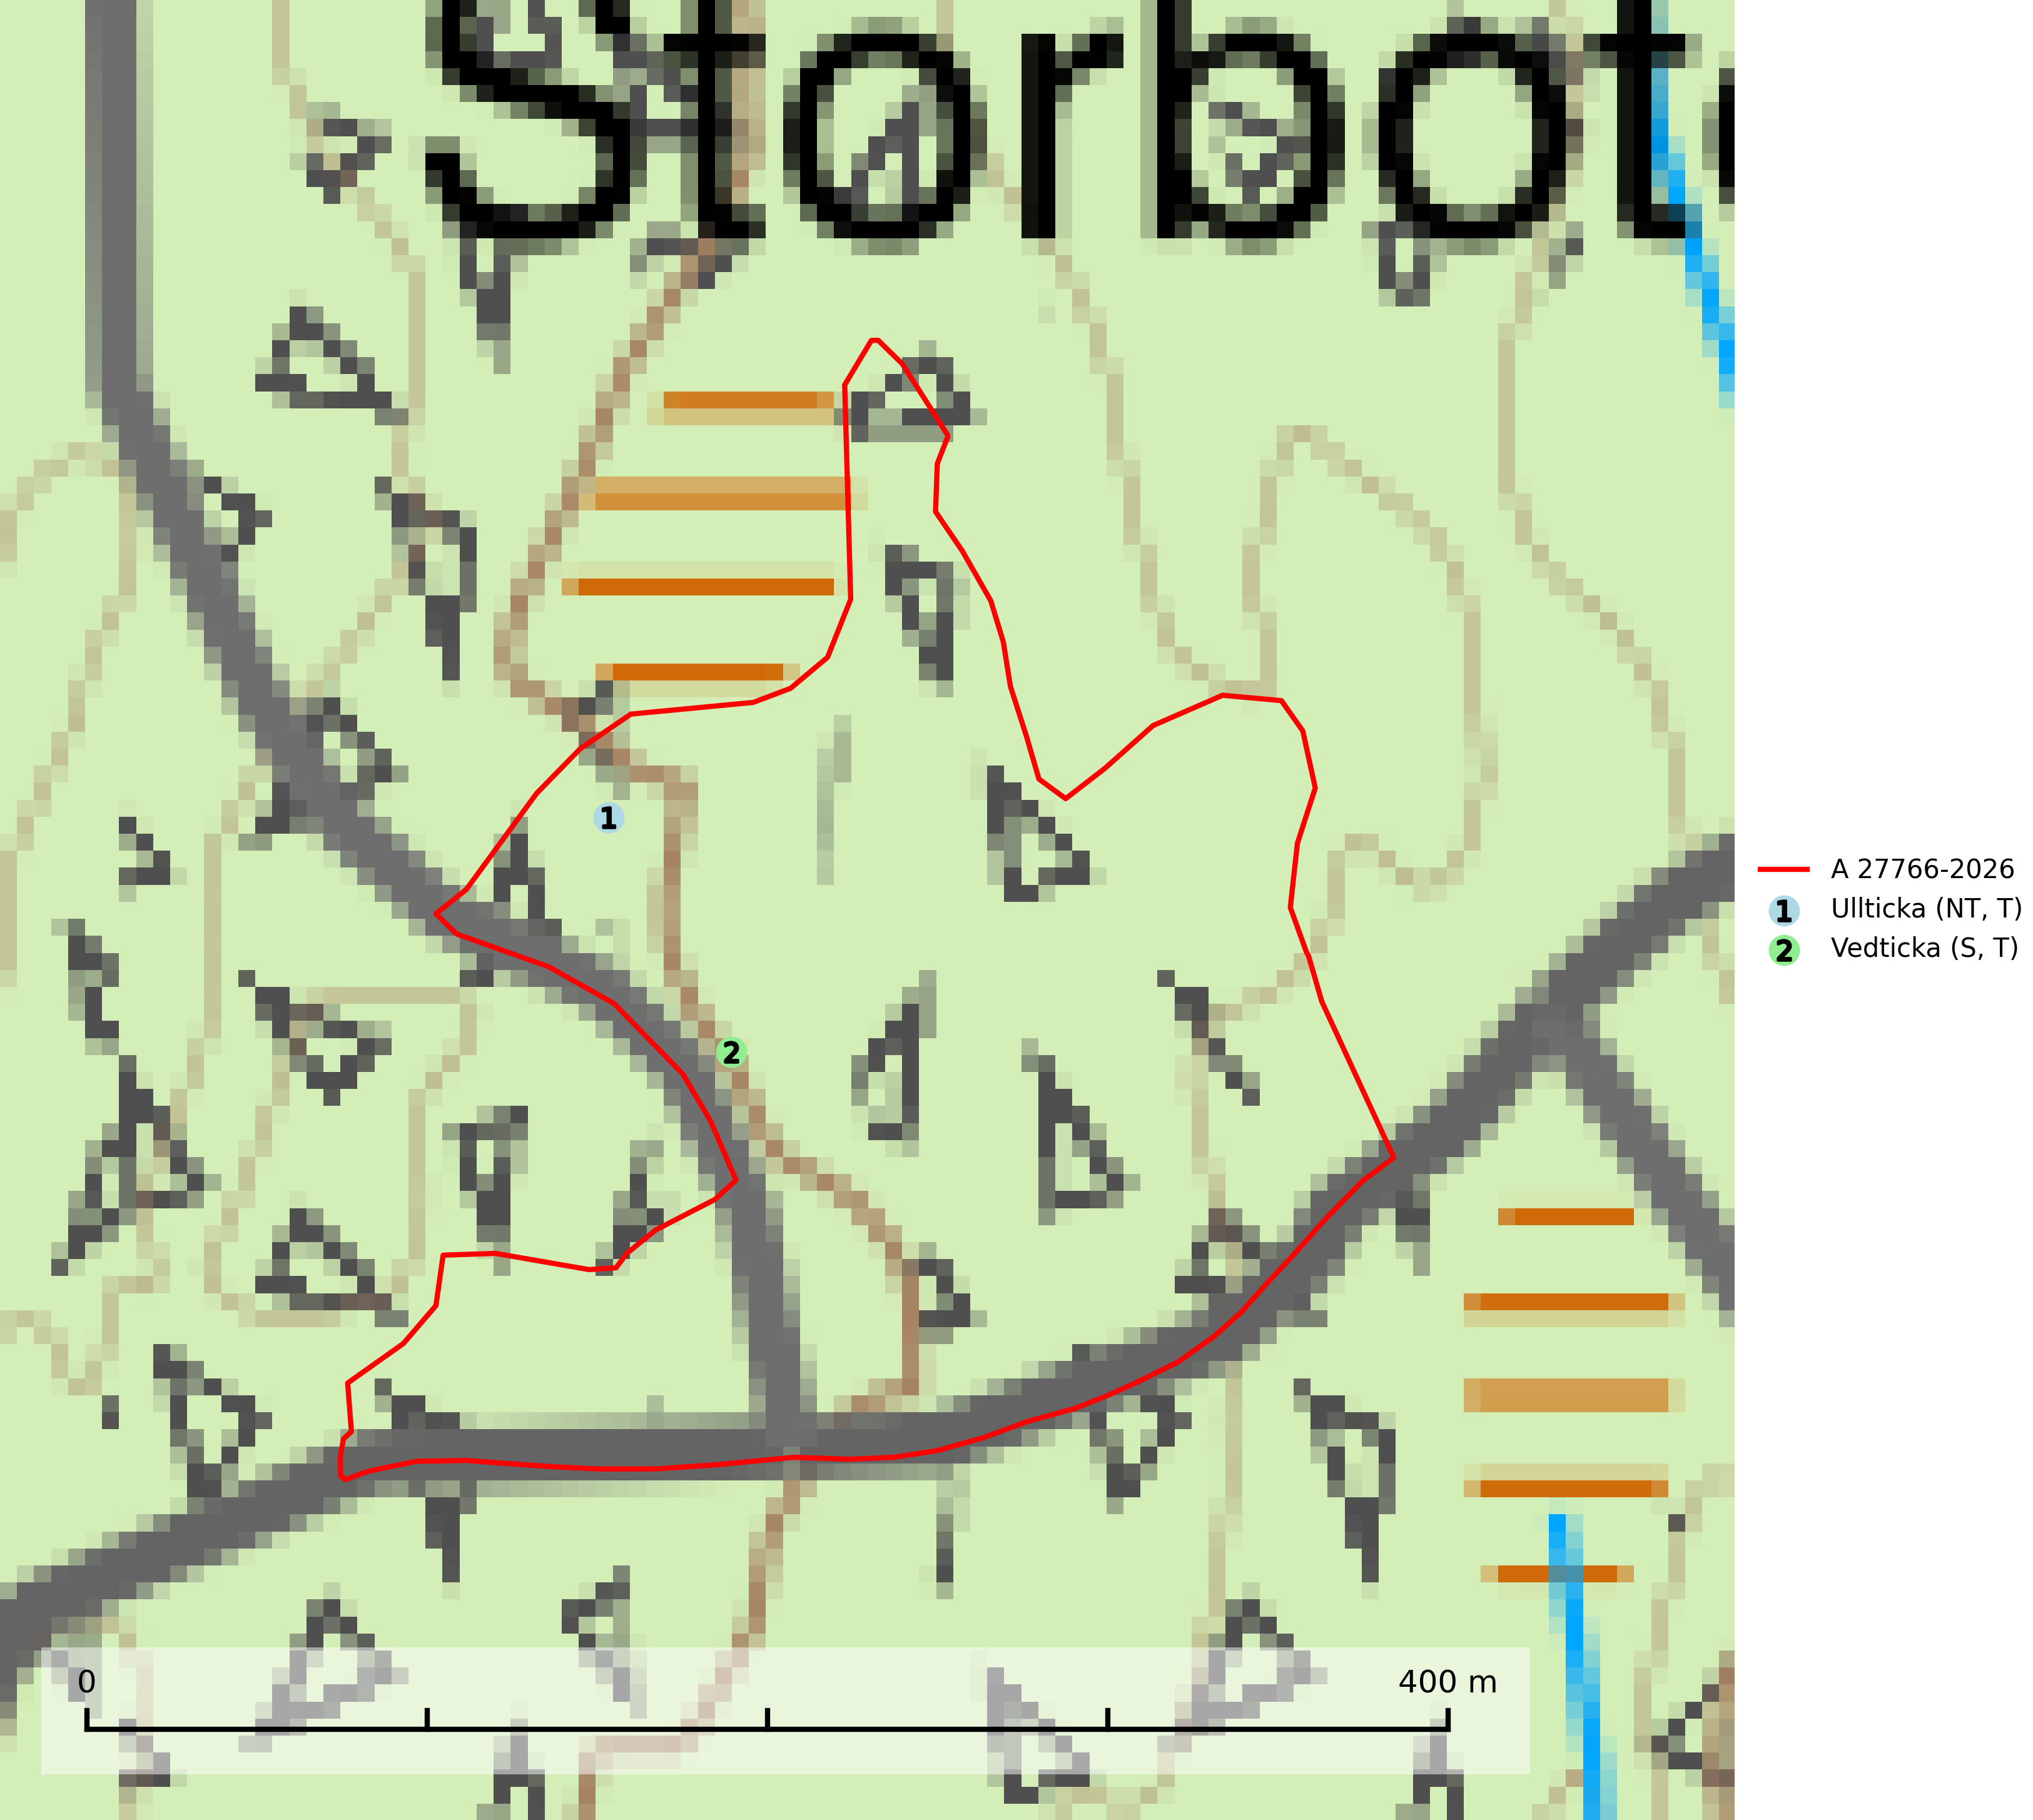 Storbot
A 27766-2026
1 Ullticka (NT, T)
2 Vedticka (S, T)
1
2
0 400 m